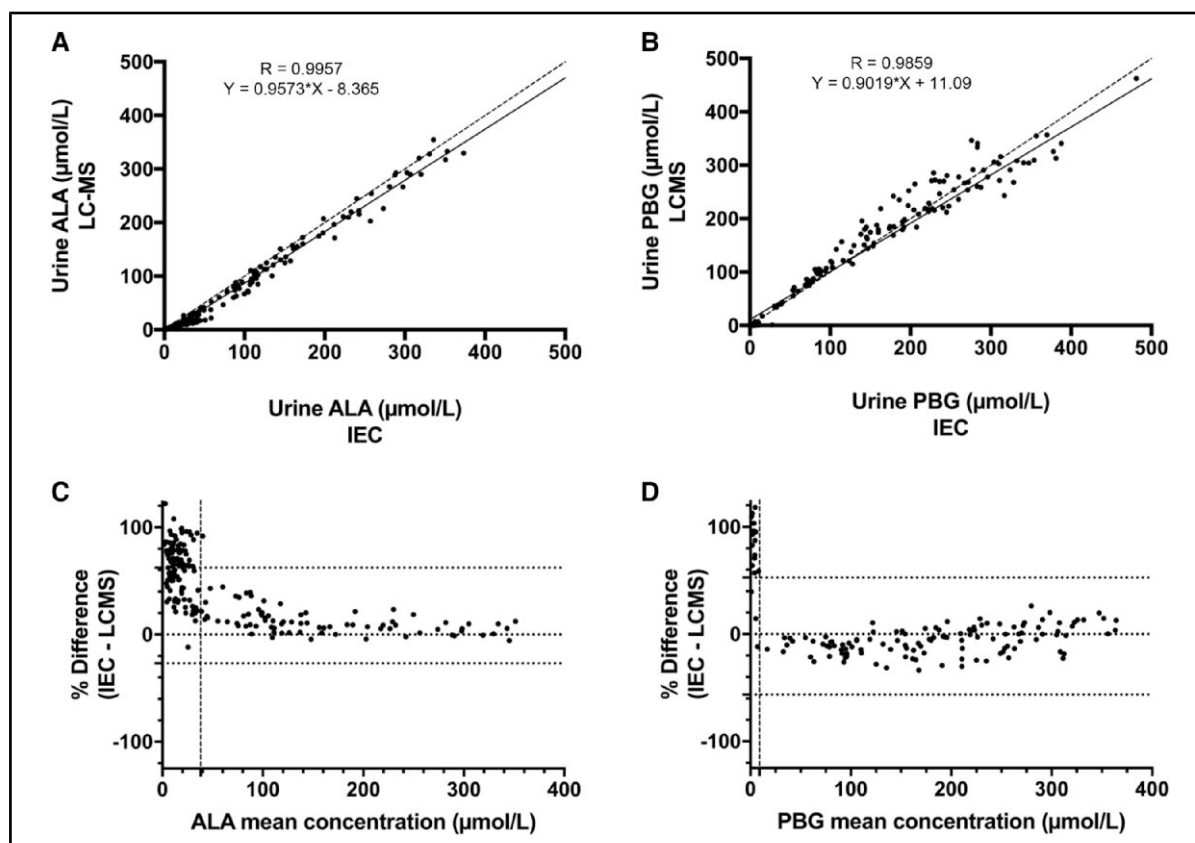 A
R = 0.9957
Y = 0.9573*X - 8.365
Urine ALA (µmol/L)
LC-MS
500
400
300
200
100
0
0 100 200 300 400 500
Urine ALA (µmol/L)
IEC
B
R = 0.9859
Y = 0.9019*X + 11.09
Urine PBG (µmol/L)
LCMS
500
400
300
200
100
0
0 100 200 300 400 500
Urine PBG (µmol/L)
IEC
C
% Difference
(IEC - LCMS)
100
0
-100
0 100 200 300 400
ALA mean concentration (µmol/L)
D
% Difference
(IEC - LCMS)
100
0
-100
0 100 200 300 400
PBG mean concentration (µmol/L)